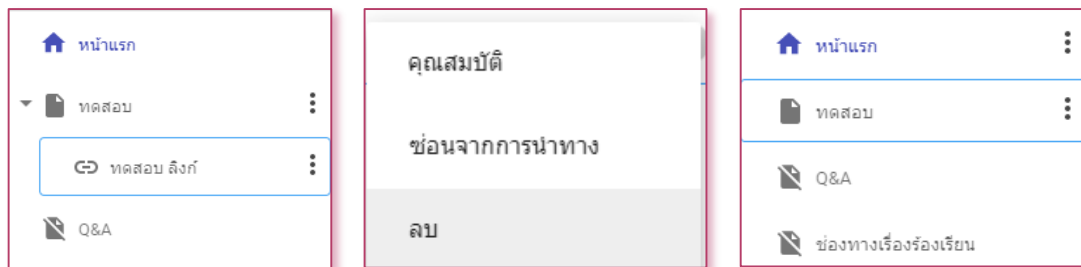 หน้าแรก
ทดสอบ
ทดสอบ ลิงก์
Q&A
คุณสมบัติ
ซ่อนจากการนำทาง
ลบ
หน้าแรก
ทดสอบ
Q&A
ช่องทางเรื่องร้องเรียน